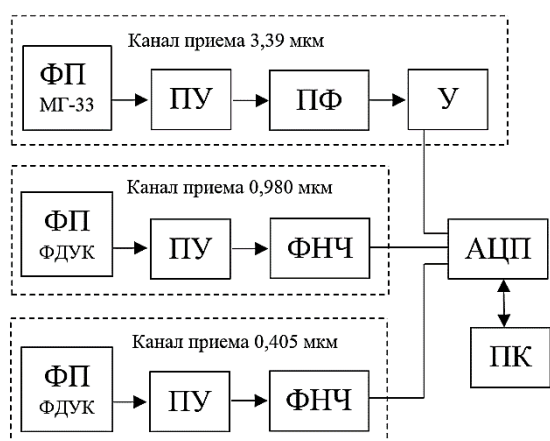 Канал приема 3,39 мкм
ФП
МГ-33
ПУ
ПФ
У
Канал приема 0,980 мкм
ФП
ФДУК
ПУ
ФНЧ
АЦП
Канал приема 0,405 мкм
ФП
ФДУК
ПУ
ФНЧ
ПК